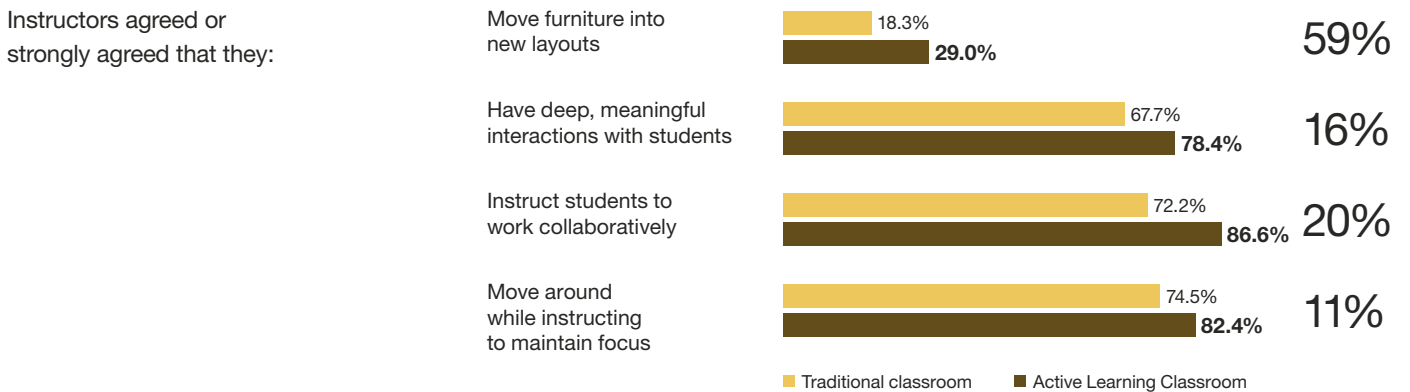 Instructors agreed or
strongly agreed that they:
Move furniture into
new layouts
18.3%
29.0%
59%
Have deep, meaningful
interactions with students
67.7%
78.4%
16%
Instruct students to
work collaboratively
72.2%
86.6%
20%
Move around
while instructing
to maintain focus
74.5%
82.4%
11%
Traditional classroom
Active Learning Classroom